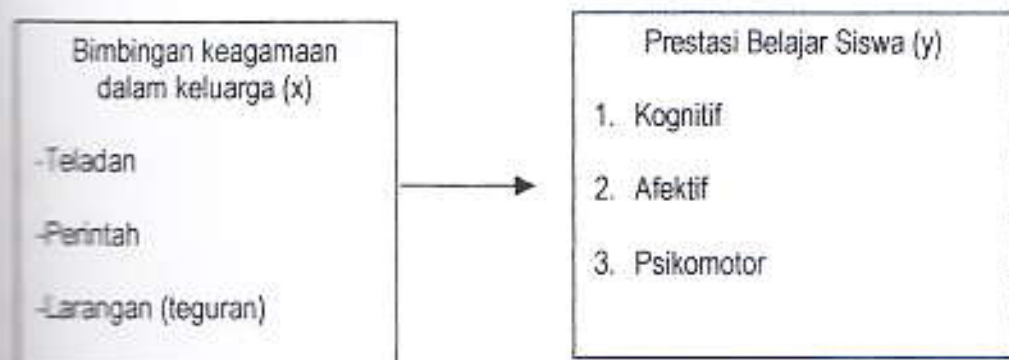 Bimbingan keagamaan
dalam keluarga (x)
-Teladan
-Perintah
-Larangan (teguran)
Prestasi Belajar Siswa (y)
1. Kognitif
2. Afektif
3. Psikomotor